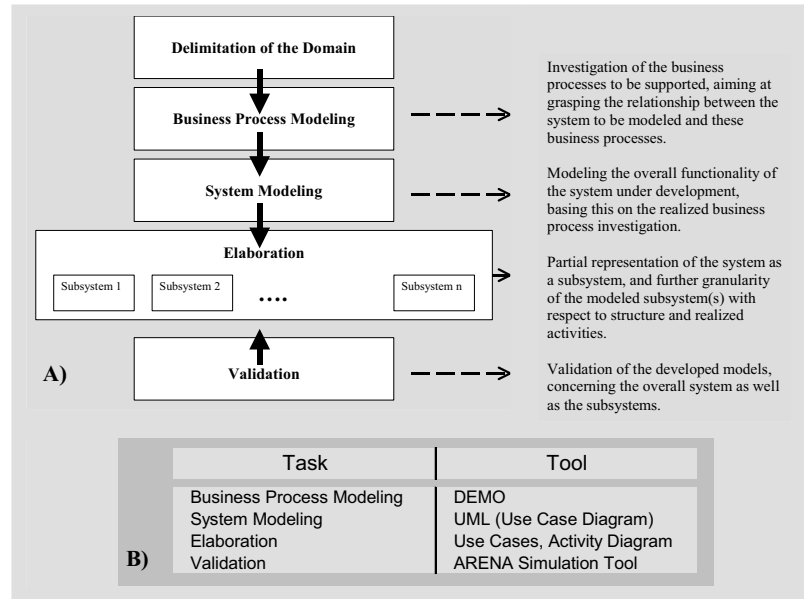 Delimitation of the Domain
Business Process Modeling
Investigation of the business
processes to be supported, aiming at
grasping the relationship between the
system to be modeled and these
business processes.
System Modeling
Modeling the overall functionality of
the system under development,
basing this on the realized business
process investigation.
Elaboration
Subsystem 1
Subsystem 2
....
Subsystem n
Partial representation of the system as
a subsystem, and further granularity
of the modeled subsystem(s) with
respect to structure and realized
activities.
A)
Validation
Validation of the developed models,
concerning the overall system as well
as the subsystems.
B)
Task Tool
Business Process Modeling DEMO
System Modeling UML (Use Case Diagram)
Elaboration Use Cases, Activity Diagram
Validation ARENA Simulation Tool